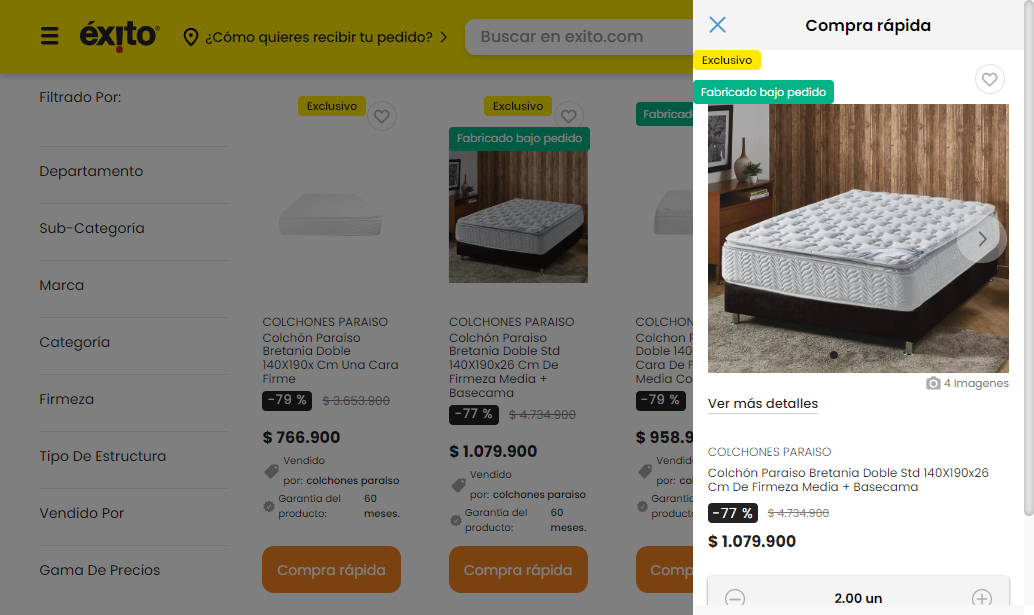 éxito
¿Cómo quieres recibir tu pedido?
Buscar en exito.com
Filtrado Por:
Departamento
Sub-Categoría
Marca
Categoría
Firmeza
Tipo De Estructura
Vendido Por
Gama De Precios
Exclusivo
COLCHONES PARAISO
Colchón Paraiso
Bretania Doble
140X190x Cm Una Cara
Firme
-79 % $ 3.653.900
$ 766.900
Vendido
por: colchones paraiso
Garantía del
producto:
60
meses.
Compra rápida
Exclusivo
Fabricado bajo pedido
COLCHONES PARAISO
Colchón Paraiso
Bretania Doble Std
140X190x26 Cm De
Firmeza Media +
Basecama
-77 % $ 4.734.900
$ 1.079.900
Vendido
por: colchones paraiso
Garantía del
producto:
60
meses.
Compra rápida
Fabricad
COLCHON
Colchon P
Doble 140
Cara De F
Media Co
-79 %
$ 958.9
Vendid
por: co
Garantí
product
Comp
Compra rápida
Exclusivo
Fabricado bajo pedido
4 Imagenes
Ver más detalles
COLCHONES PARAISO
Colchón Paraiso Bretania Doble Std 140X190x26
Cm De Firmeza Media + Basecama
-77 % $ 4.734.900
$ 1.079.900
2.00 un